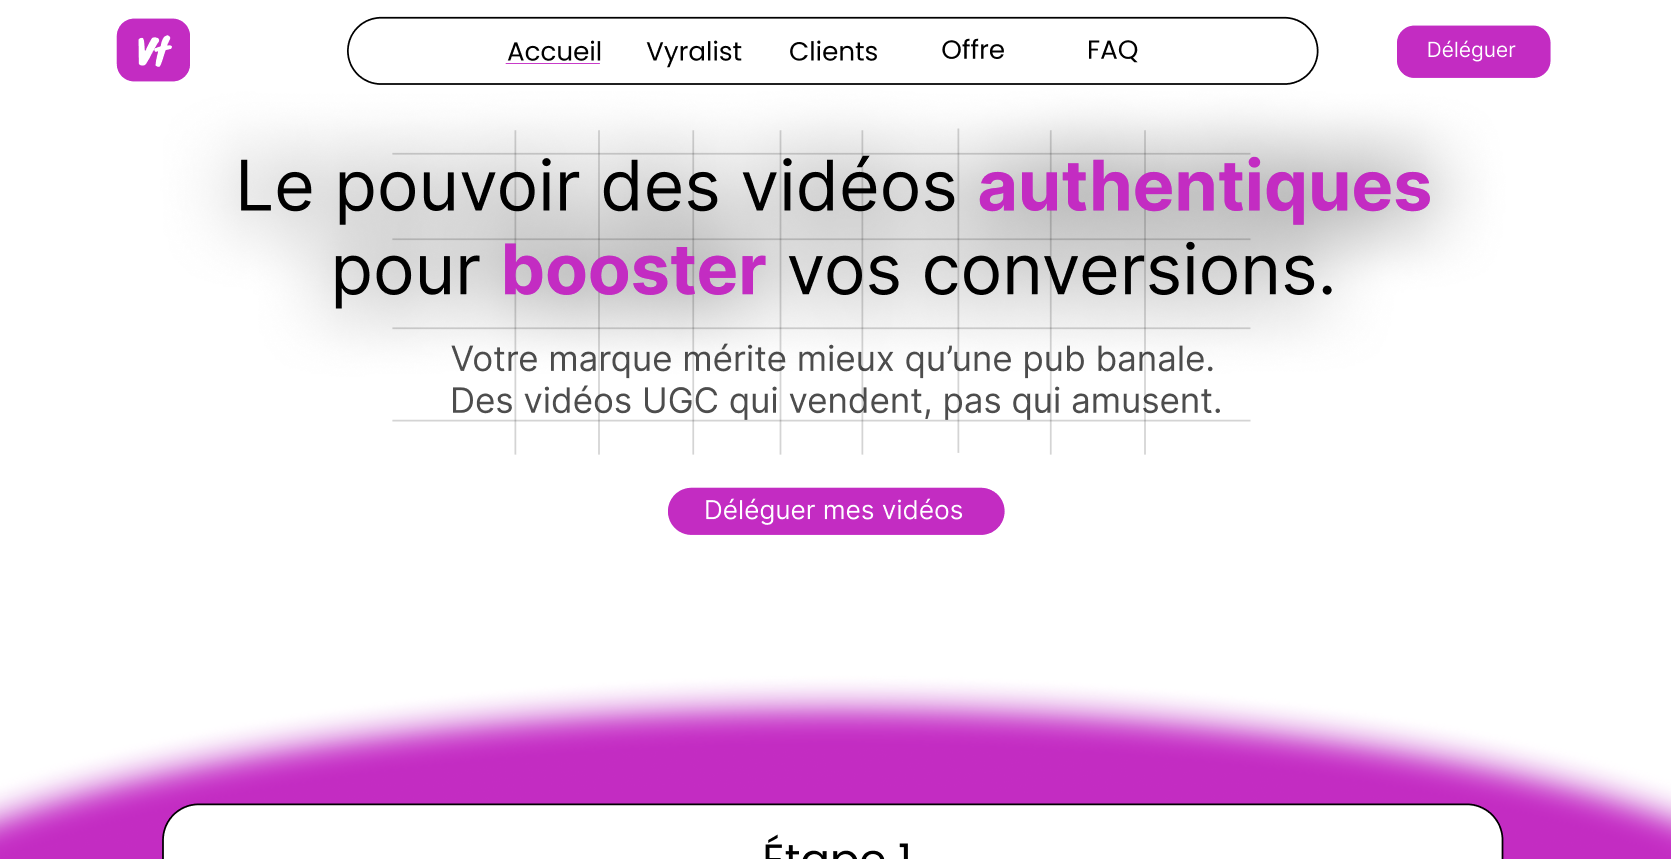 Vf
Accueil Vyralist Clients Offre FAQ
Déléguer
Le pouvoir des vidéos authentiques
pour booster vos conversions.
Votre marque mérite mieux qu’une pub banale.
Des vidéos UGC qui vendent, pas qui amusent.
Déléguer mes vidéos
Étape 1